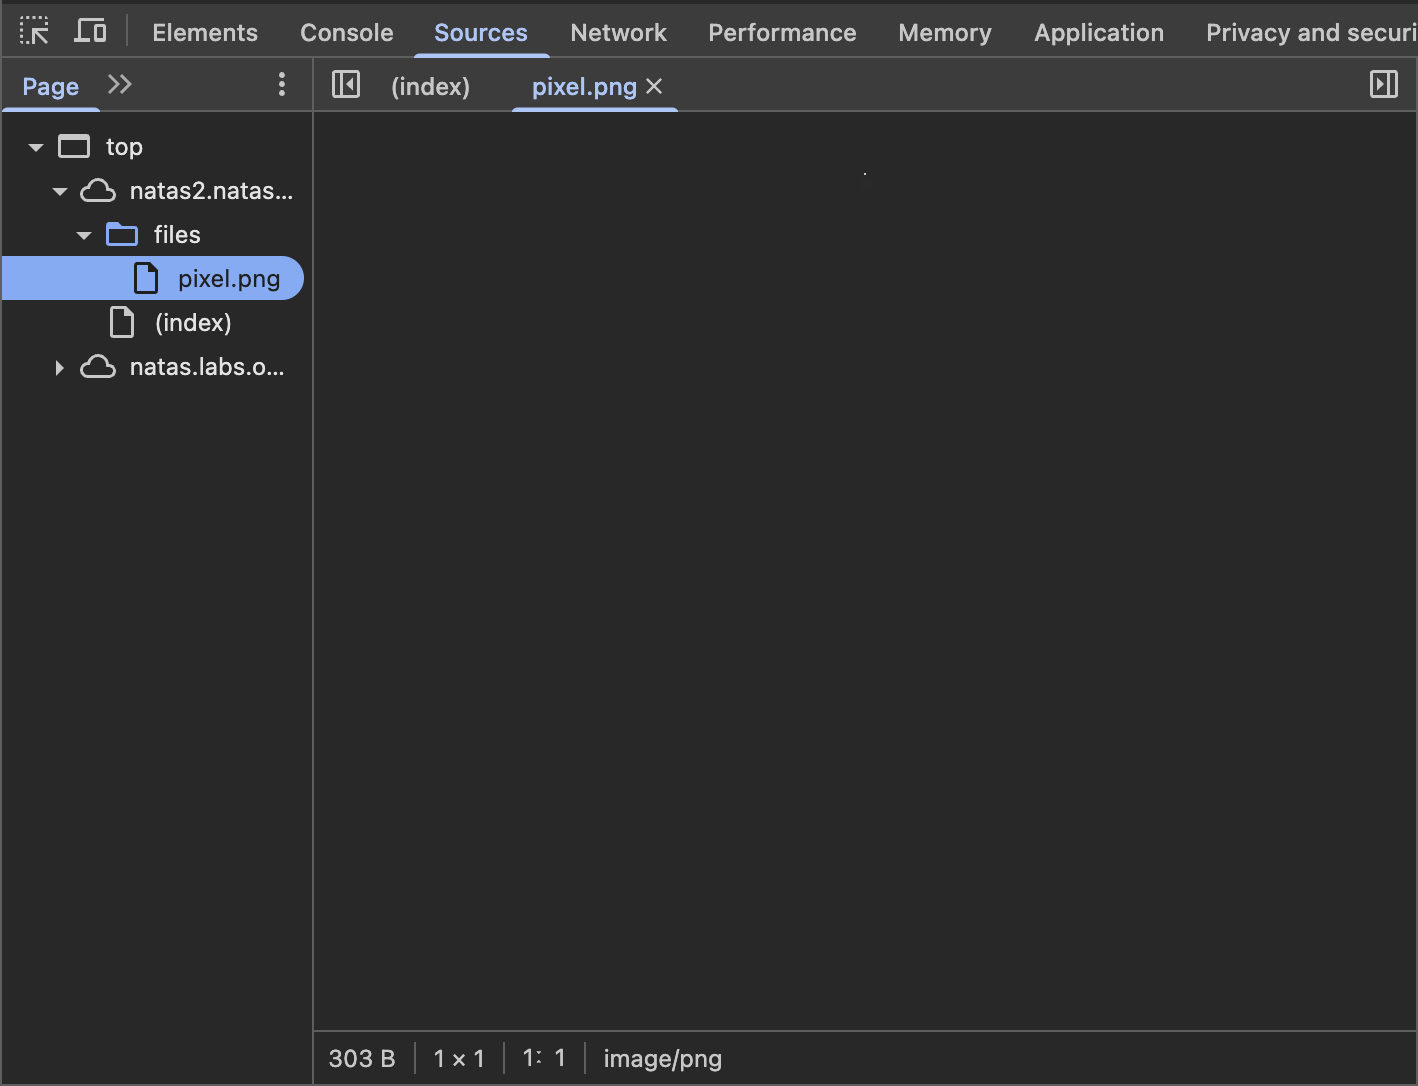 Elements Console Sources Network Performance Memory Application Privacy and securi
Page (index) pixel.png
top
natas2.natas...
files
pixel.png
(index)
natas.labs.o...
303 B 1 × 1 1: 1 image/png